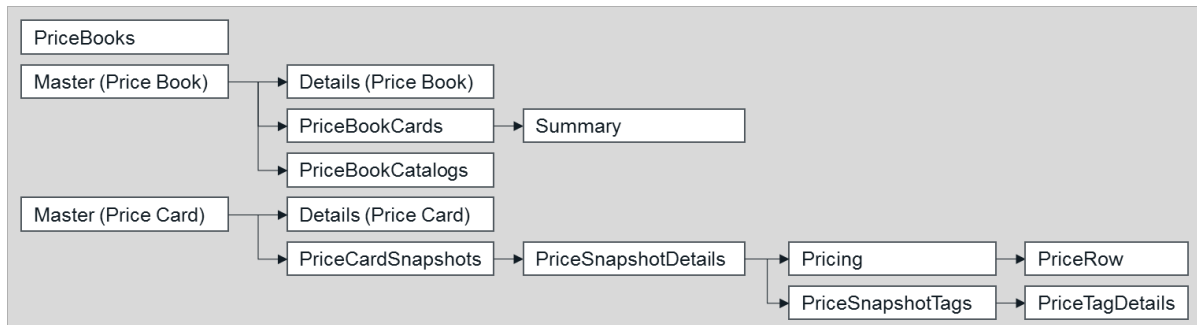 PriceBooks
Master (Price Book)
Details (Price Book)
PriceBookCards
Summary
PriceBookCatalogs
Master (Price Card)
Details (Price Card)
PriceCardSnapshots
PriceSnapshotDetails
Pricing
PriceRow
PriceSnapshotTags
PriceTagDetails